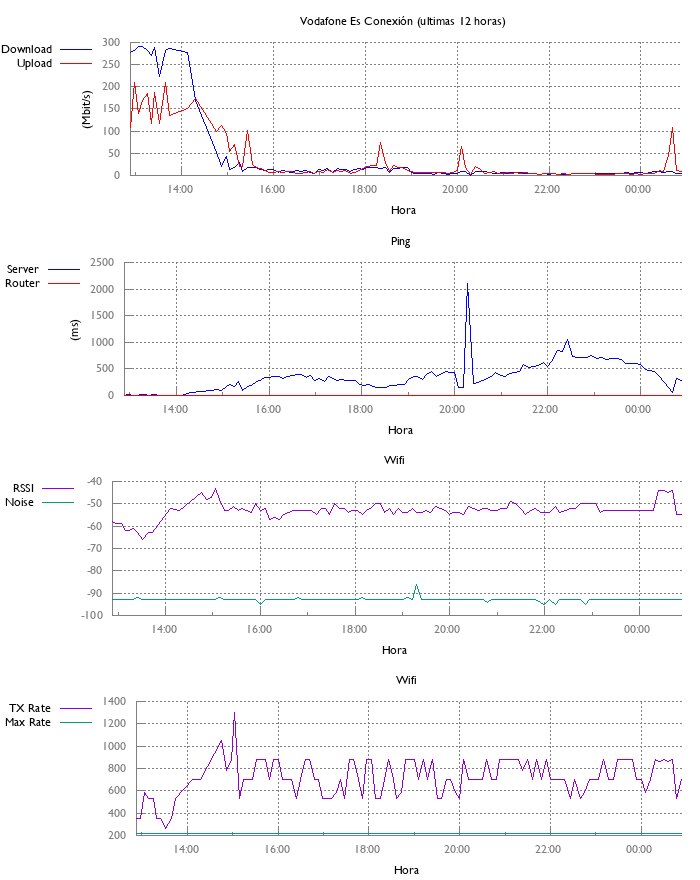 Vodafone Es Conexión (ultimas 12 horas)
Download
Upload
(Mbit/s)
300
250
200
150
100
50
0
14:00 16:00 18:00 20:00 22:00 00:00
Hora
Ping
Server
Router
(ms)
2500
2000
1500
1000
500
0
14:00 16:00 18:00 20:00 22:00 00:00
Hora
Wifi
RSSI
Noise
-40
-50
-60
-70
-80
-90
-100
14:00 16:00 18:00 20:00 22:00 00:00
Hora
Wifi
TX Rate
Max Rate
1400
1200
1000
800
600
400
200
14:00 16:00 18:00 20:00 22:00 00:00
Hora